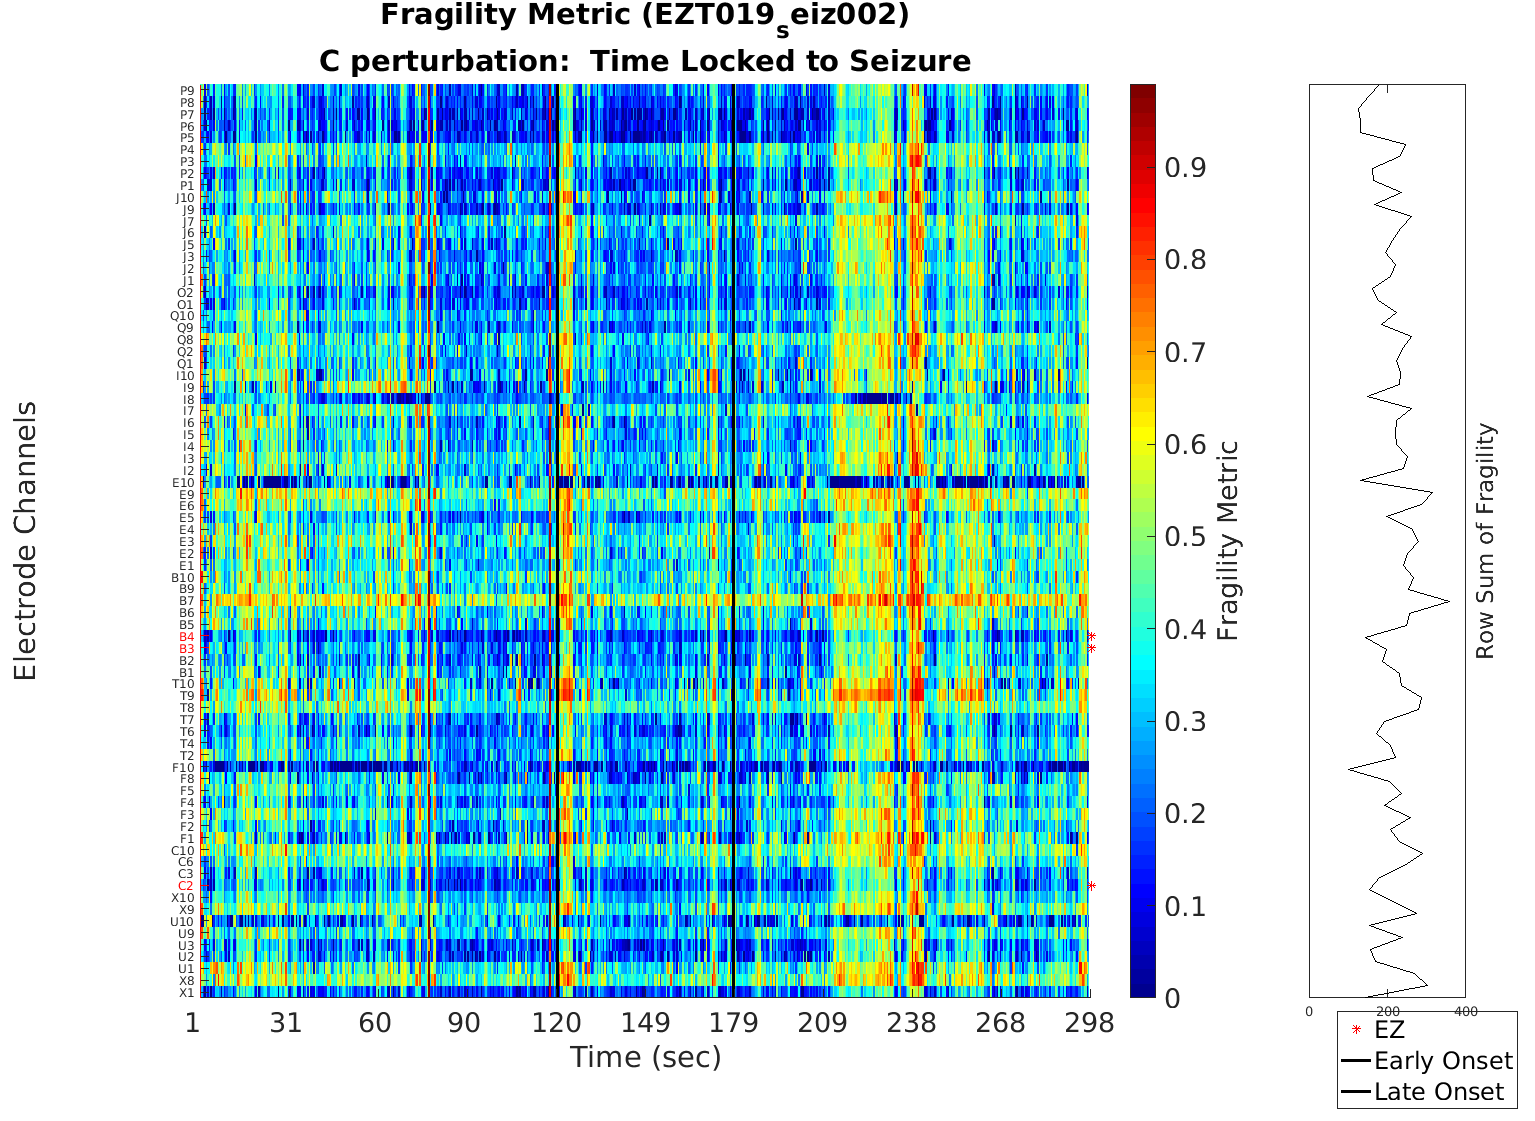 Fragility Metric (EZT019seiz002)
C perturbation: Time Locked to Seizure
Electrode Channels
P9
P8
P7
P6
P5
P4
P3
P2
P1
J10
J9
J7
J6
J5
J3
J2
J1
O2
O1
Q10
Q9
Q8
Q2
Q1
I10
I9
I8
I7
I6
I5
I4
I3
I2
E10
E9
E6
E5
E4
E3
E2
E1
B10
B9
B7
B6
B5
B4
B3
B2
B1
T10
T9
T8
T7
T6
T4
T2
F10
F8
F5
F4
F3
F2
F1
C10
C6
C3
C2
X10
X9
U10
U9
U3
U2
U1
X8
X1
1 31 60 90 120 149 179 209 238 268 298
Time (sec)
0.9
0.8
0.7
0.6
0.5
0.4
0.3
0.2
0.1
0
Fragility Metric
Row Sum of Fragility
0 200 400
EZ
Early Onset
Late Onset